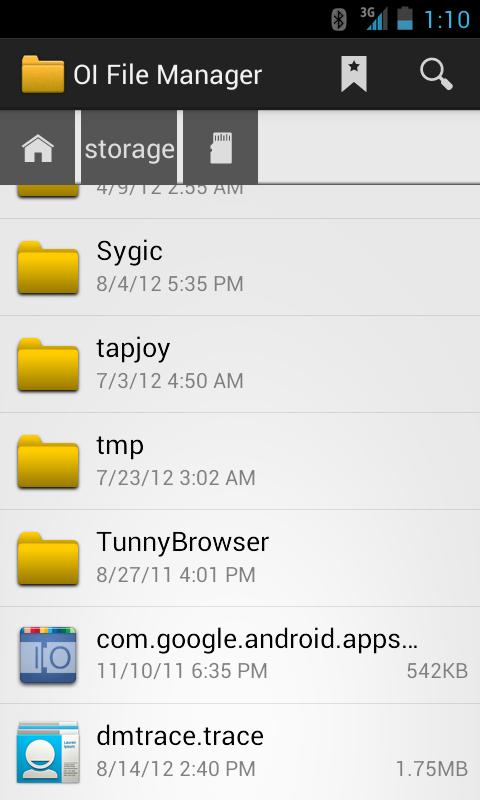 3G 1:10
OI File Manager
storage
4/9/12 2:55 AM
Sygic
8/4/12 5:35 PM
tapjoy
7/3/12 4:50 AM
tmp
7/23/12 3:02 AM
TunnyBrowser
8/27/11 4:01 PM
com.google.android.apps...
11/10/11 6:35 PM 542KB
dmtrace.trace
8/14/12 2:40 PM 1.75MB